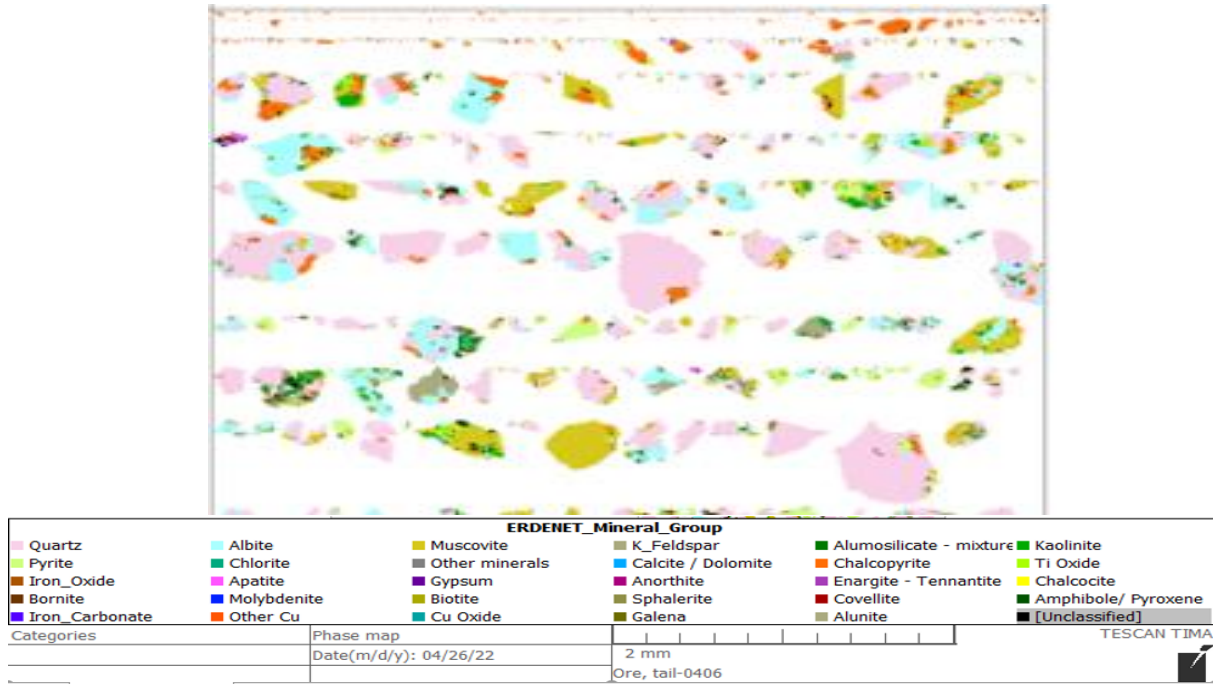 ERDENET_Mineral_Group
Quartz Albite Muscovite K_Feldspar Alumosilicate - mixture Kaolinite
Pyrite Chlorite Other minerals Calcite / Dolomite Chalcopyrite Ti Oxide
Iron_Oxide Apatite Gypsum Anorthite Enargite - Tennantite Chalcocite
Bornite Molybdenite Biotite Sphalerite Covellite Amphibole/ Pyroxene
Iron_Carbonate Other Cu Cu Oxide Galena Alunite [Unclassified]
Categories Phase map TESCAN TIMA
Date(m/d/y): 04/26/22 2 mm
Ore, tail-0406